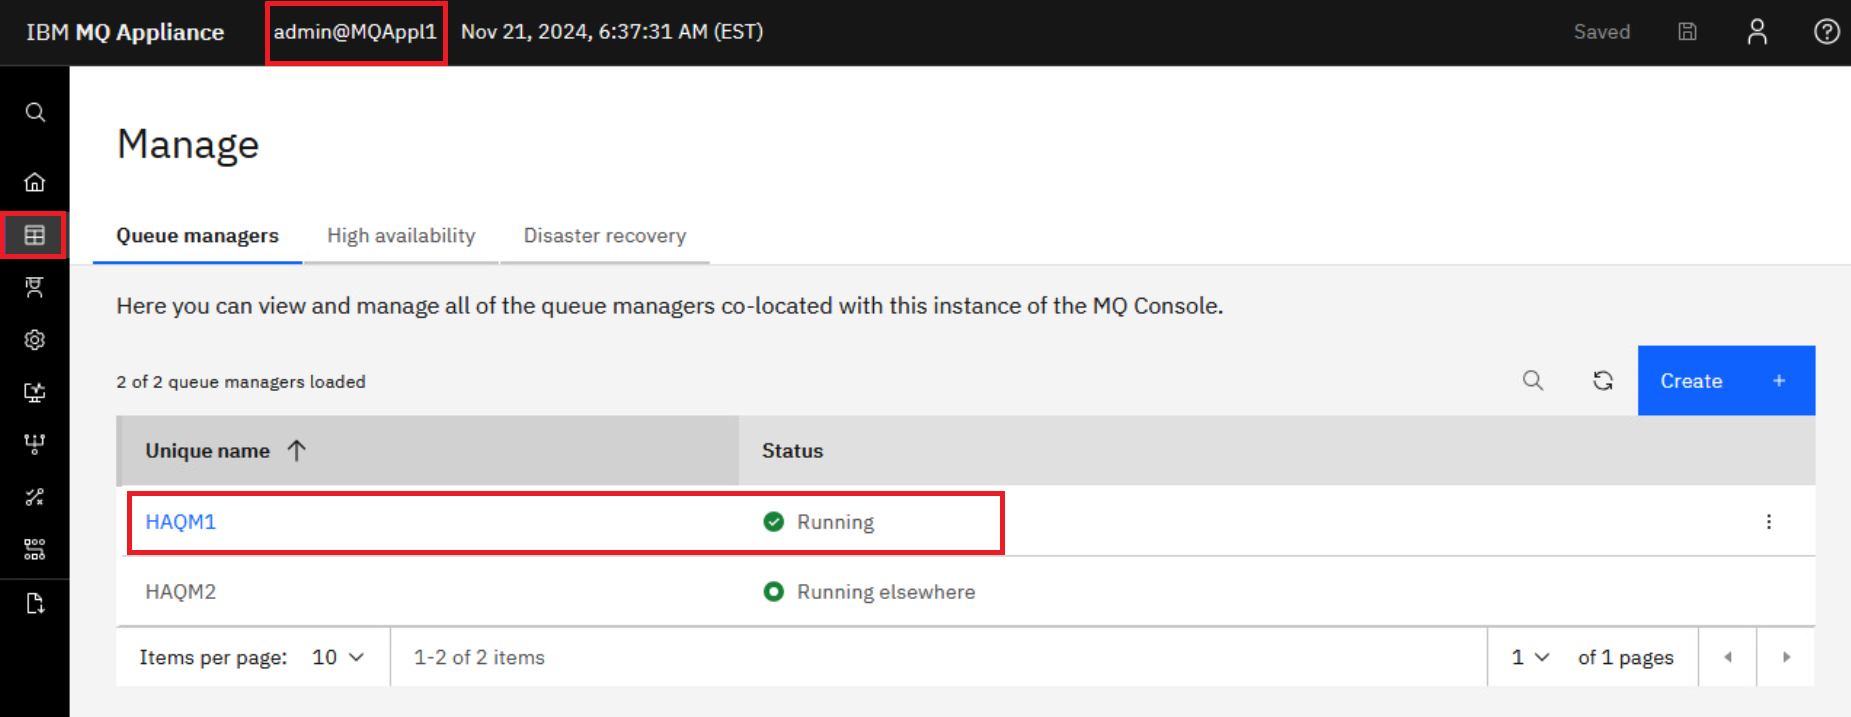 IBM MQ Appliance admin@MQAppl1 Nov 21, 2024, 6:37:31 AM (EST) Saved
Manage
Queue managers High availability Disaster recovery
Here you can view and manage all of the queue managers co-located with this instance of the MQ Console.
2 of 2 queue managers loaded
Create +
Unique name Status
HAQM1 Running
HAQM2 Running elsewhere
Items per page: 10 1-2 of 2 items 1 of 1 pages